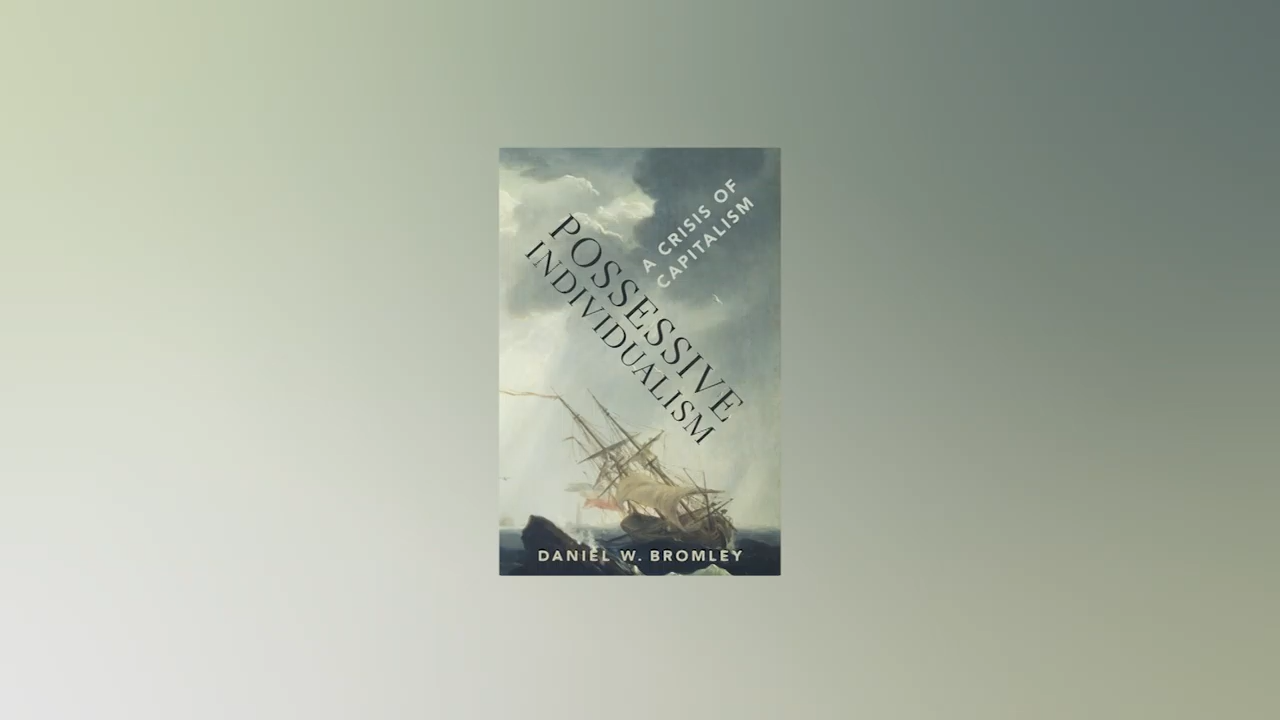 A CRISIS OF
CAPITALISM
POSSESSIVE
INDIVIDUALISM
DANIEL W. BROMLEY